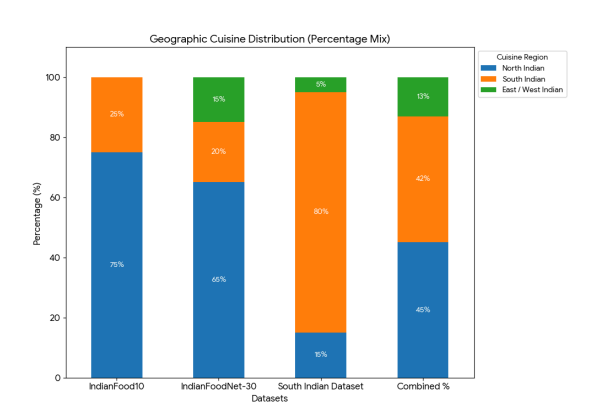 Geographic Cuisine Distribution (Percentage Mix)
Cuisine Region
North Indian
South Indian
East / West Indian
Percentage (%)
100
80
60
40
20
0
25%
75%
15%
20%
65%
5%
80%
15%
13%
42%
45%
IndianFood10
IndianFoodNet-30
South Indian Dataset
Combined %
Datasets